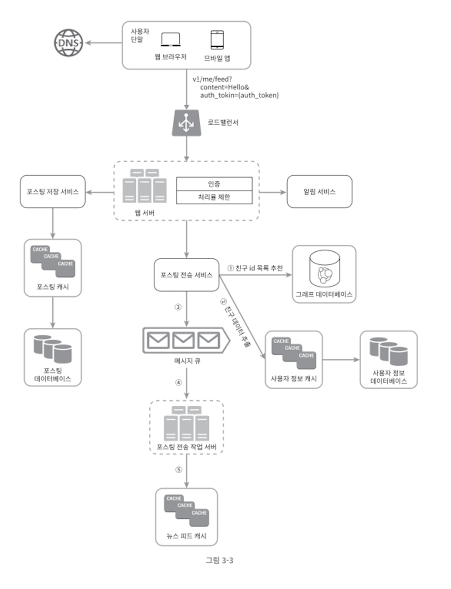 사용자
단말
DNS
웹 브라우저
모바일 앱
v1/me/feed?
content=Hello&
auth_tokin=(auth_token)
로드밸런서
포스팅 저장 서비스
인증
처리율 제한
웹 서버
알림 서비스
CACHE
CACHE
CACHE
포스팅 캐시
포스팅 전송 서비스
① 친구 id 목록 추천
그래프 데이터베이스
② 친구 데이터 추출
③
메시지 큐
포스팅
데이터베이스
CACHE
CACHE
CACHE
사용자 정보 캐시
사용자 정보
데이터베이스
④
포스팅 전송 작업 서버
⑤
CACHE
CACHE
CACHE
뉴스 피드 캐시
그림 3-3